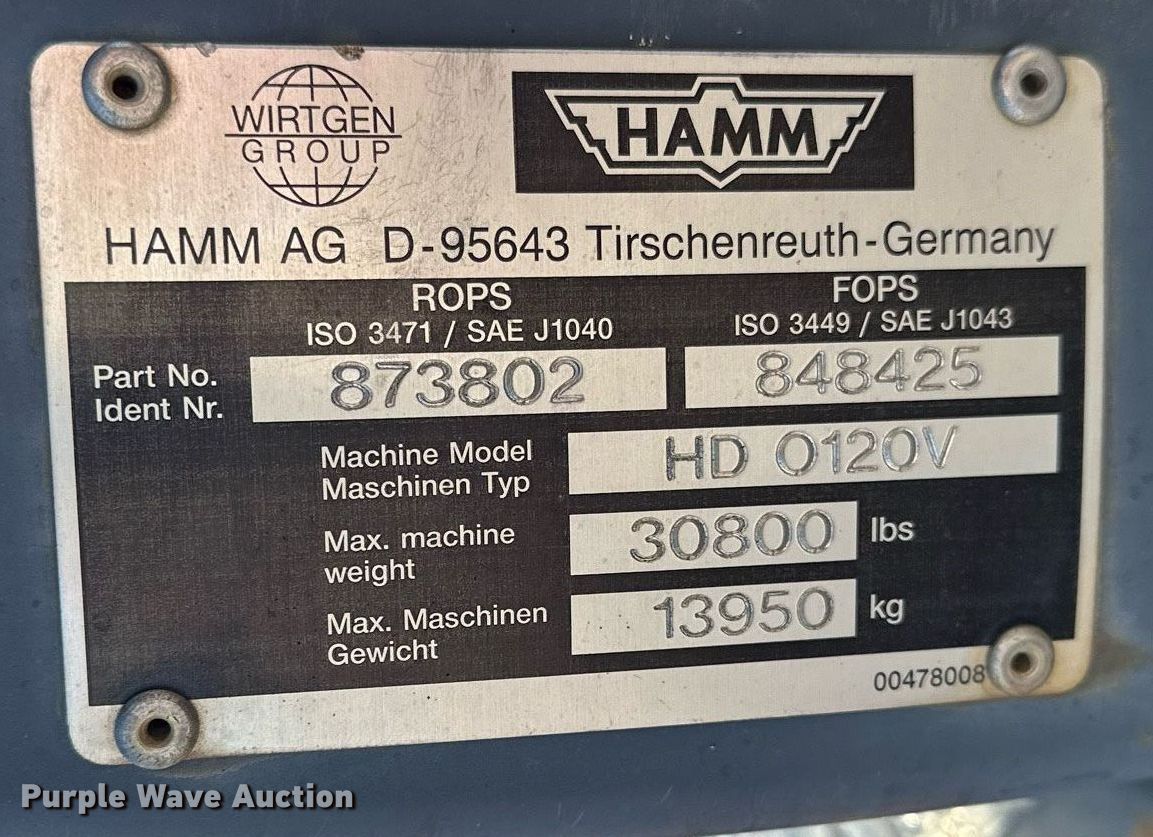 WIRTGEN
GROUP
HAMM
HAMM AG D-95643 Tirschenreuth-Germany
ROPS
ISO 3471 / SAE J1040
FOPS
ISO 3449 / SAE J1043
Part No.
Ident Nr.
873802
848425
Machine Model
Maschinen Typ
HD O120V
Max. machine
weight
30800 lbs
Max. Maschinen
Gewicht
13950 kg
00478008
Purple Wave Auction